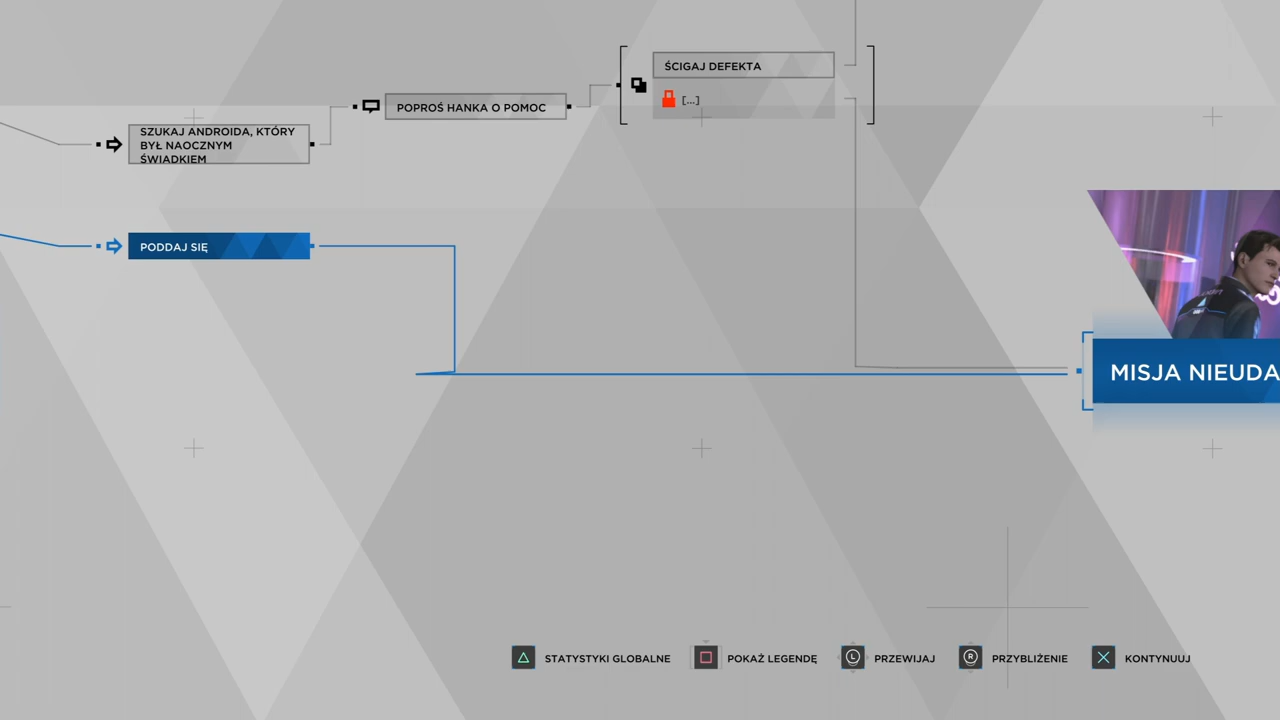 ŚCIGAJ DEFEKTA
[...]
POPROŚ HANKA O POMOC
SZUKAJ ANDROIDA, KTÓRY
BYŁ NAOCZNYM
ŚWIADKIEM
PODDAJ SIĘ
MISJA NIEUDA
STATYSTYKI GLOBALNE
POKAŻ LEGENDĘ
L PRZEWIJAJ
R PRZYBLIŻENIE
KONTYNUUJ